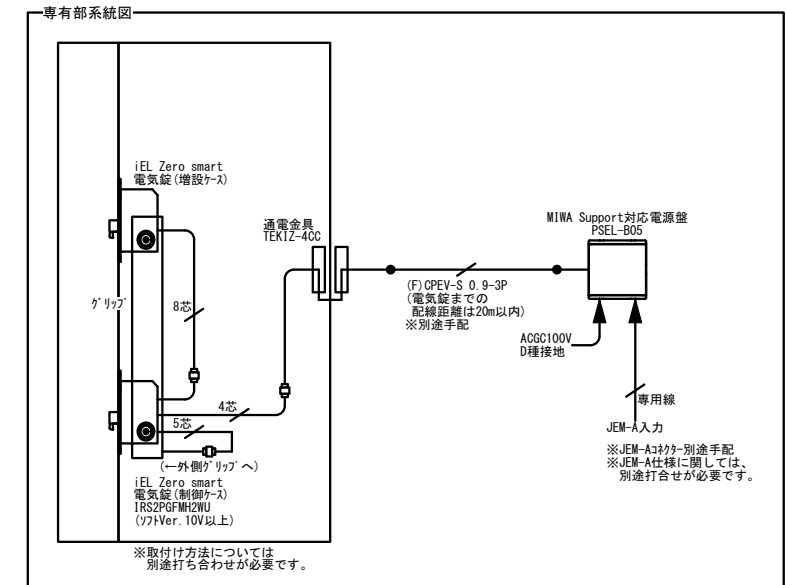 専有部系統図
iEL Zero smart
電気錠(増設ｹｰｽ)
通電金具
TEKIZ-4CC
MIWA Support対応電源盤
PSEL-B05
ｸﾞﾘｯﾌﾟ
8芯
(F)CPEV-S 0.9-3P
(電気錠までの
配線距離は20m以内)
※別途手配
ACGC100V
D種接地
専用線
4芯
5芯
JEM-A入力
※JEM-Aｺﾈｸﾀｰ別途手配
※JEM-A仕様に関しては、
別途打合せが必要です。
(←外側ｸﾞﾘｯﾌﾟへ)
iEL Zero smart
電気錠(制御ｹｰｽ)
IRS2PGFMH2WU
(ｿﾌﾄVer.10V以上)
※取付け方法については
別途打ち合わせが必要です。